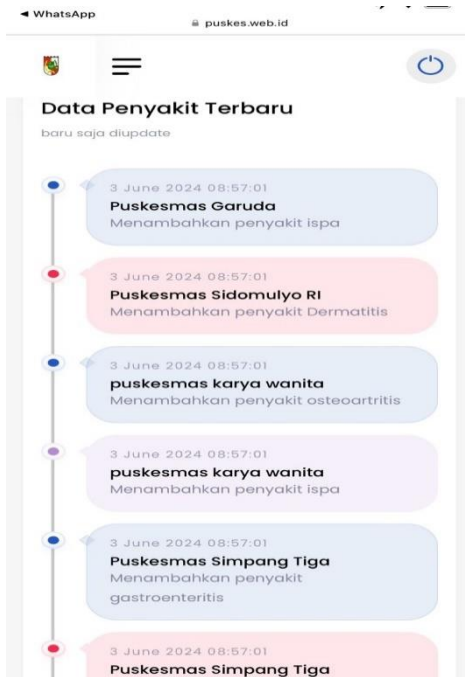 ◄ WhatsApp
puskes.web.id
Data Penyakit Terbaru
baru saja diupdate
3 June 2024 08:57:01
Puskesmas Garuda
Menambahkan penyakit ispa
3 June 2024 08:57:01
Puskesmas Sidomulyo RI
Menambahkan penyakit Dermatitis
3 June 2024 08:57:01
puskesmas karya wanita
Menambahkan penyakit osteoartritis
3 June 2024 08:57:01
puskesmas karya wanita
Menambahkan penyakit ispa
3 June 2024 08:57:01
Puskesmas Simpang Tiga
Menambahkan penyakit
gastroenteritis
3 June 2024 08:57:01
Puskesmas Simpang Tiga